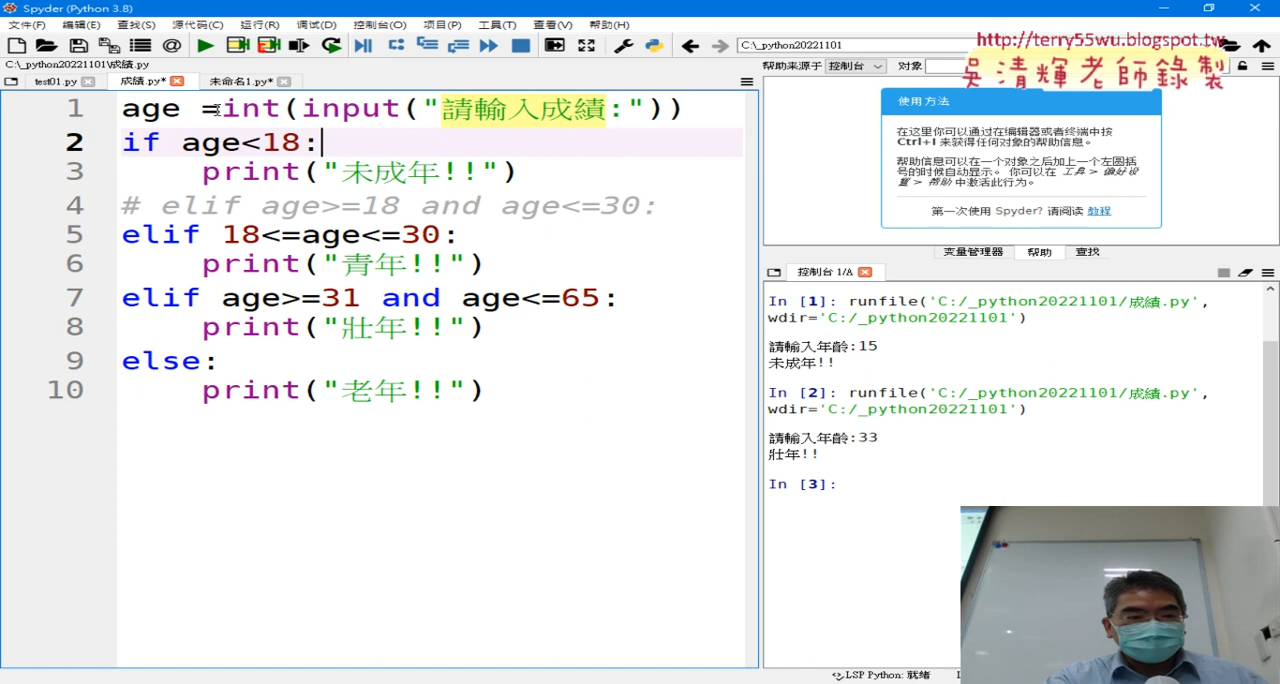 Spyder (Python 3.8)
文件(F) 编辑(E) 查找(S) 源代码(C) 运行(R) 调试(D) 控制台(O) 项目(P) 工具(T) 查看(V) 帮助(H)
C:\_python20221101
http://terry55wu.blogspot.tw
吳清輝老師錄製
C:\_python20221101\成績.py
帮助来源于 控制台 对象
test01.py 成績.py* 未命名1.py*
1 age =int(input("請輸入成績:"))
2 if age<18:
3 print("未成年!!")
4 # elif age>=18 and age<=30:
5 elif 18<=age<=30:
6 print("青年!!")
7 elif age>=31 and age<=65:
8 print("壯年!!")
9 else:
10 print("老年!!")
使用方法
在这里你可以通过在编辑器或者终端中按
Ctrl+I 来获得任何对象的帮助信息。
帮助信息可以在一个对象之后加上一个左圆括
号的时候自动显示。 你可以在 工具 > 偏好设
置 > 帮助 中激活此行为。
第一次使用 Spyder? 请阅读 教程
变量管理器 帮助 查找
控制台 1/A
In [1]: runfile('C:/_python20221101/成績.py',
wdir='C:/_python20221101')
請輸入年齡:15
未成年!!
In [2]: runfile('C:/_python20221101/成績.py',
wdir='C:/_python20221101')
請輸入年齡:33
壯年!!
In [3]:
LSP Python: 就绪